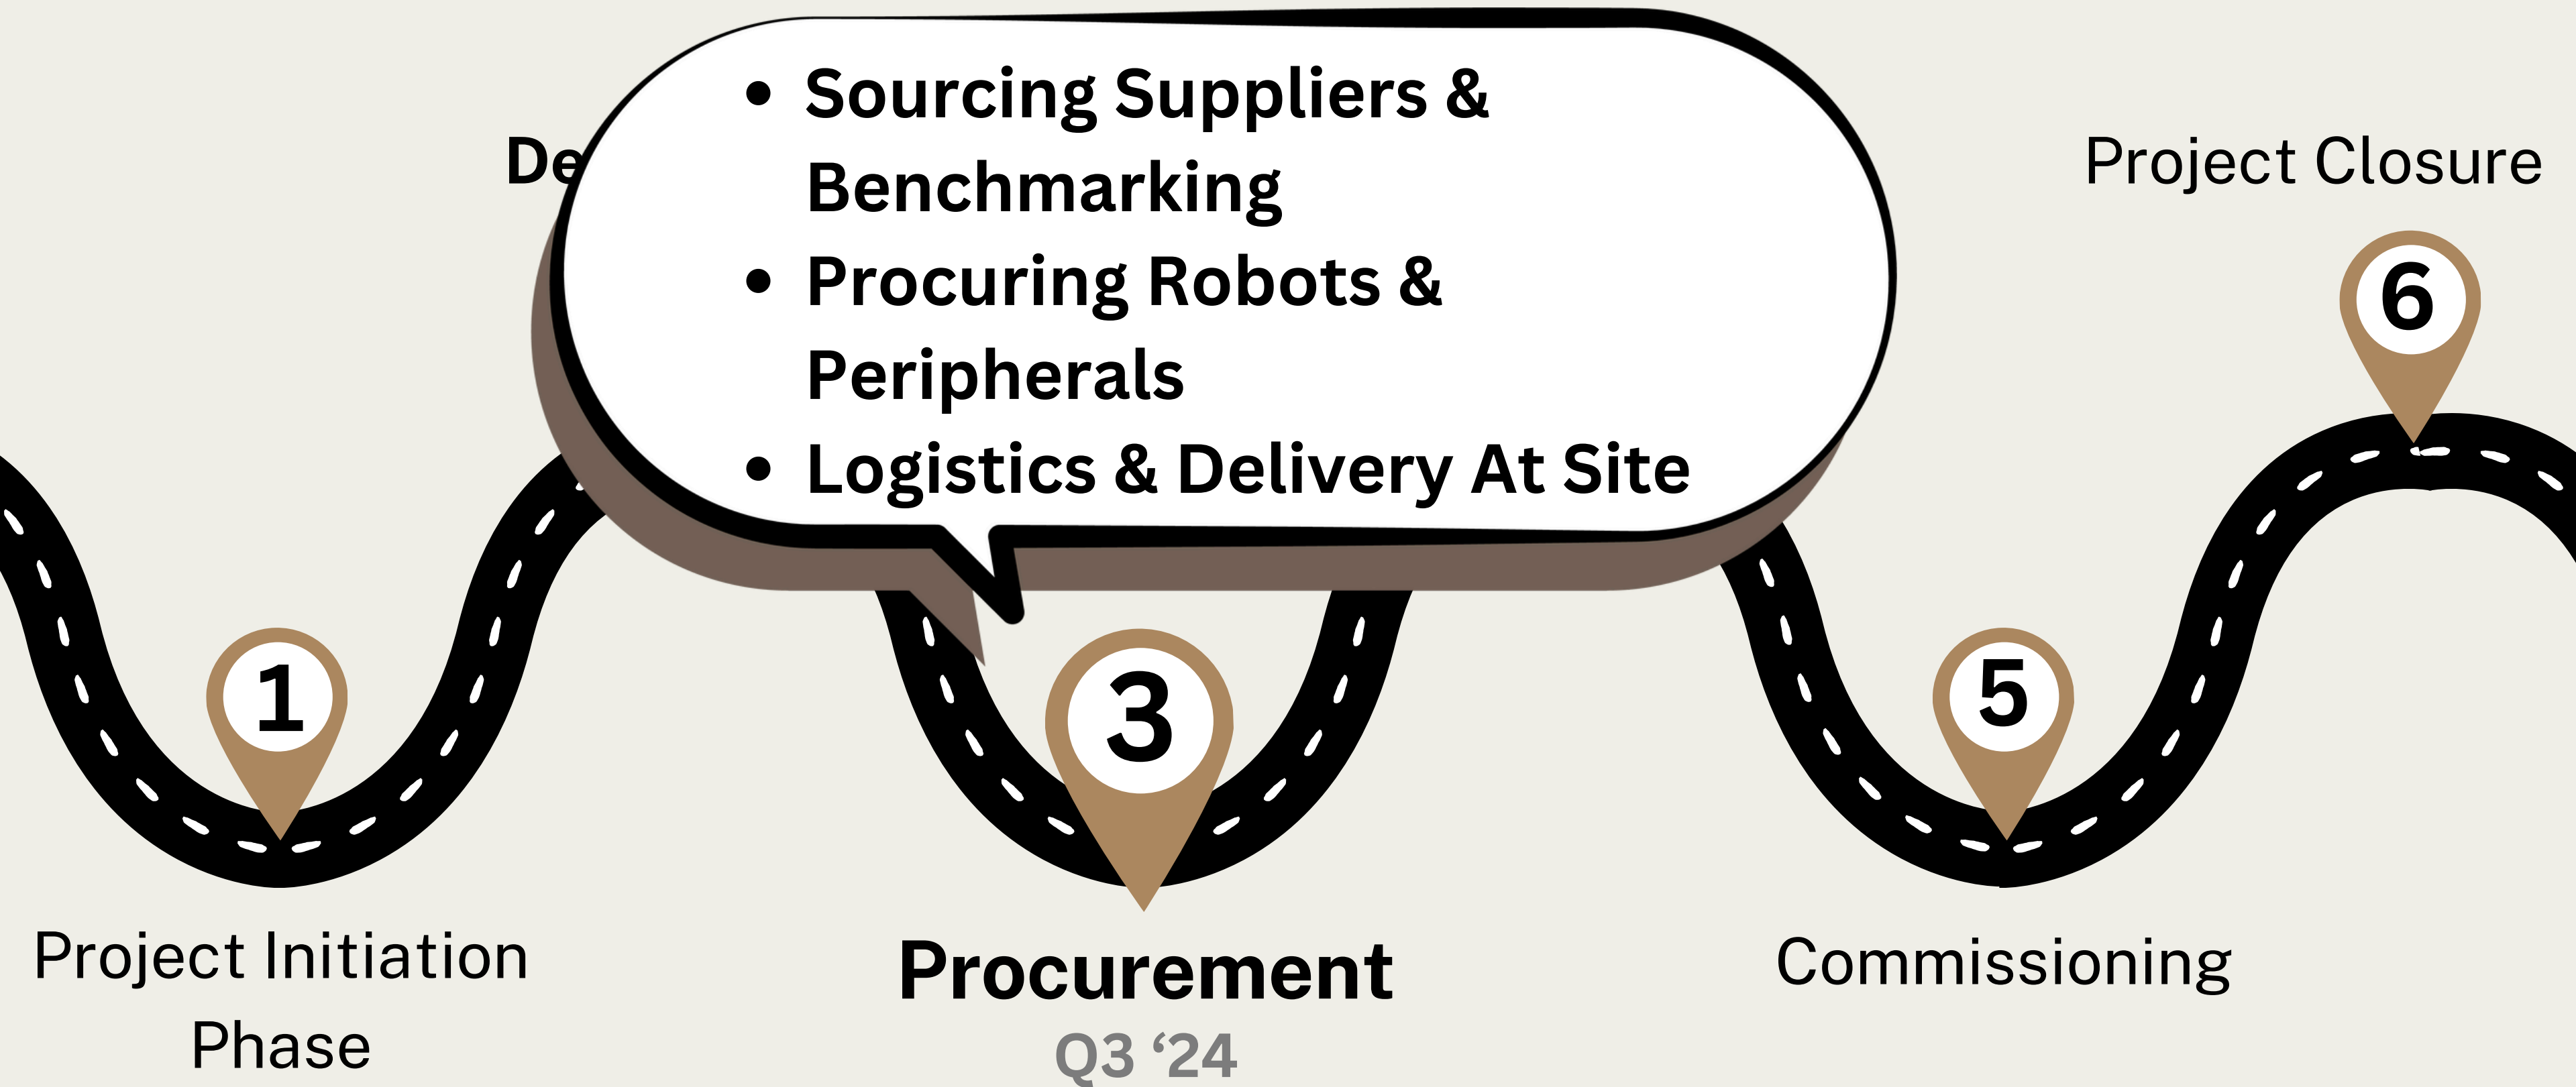 • Sourcing Suppliers &
Benchmarking
• Procuring Robots &
Peripherals
• Logistics & Delivery At Site
De
Project Closure
6
1
3
5
Project Initiation
Phase
Procurement
Q3 ‘24
Commissioning